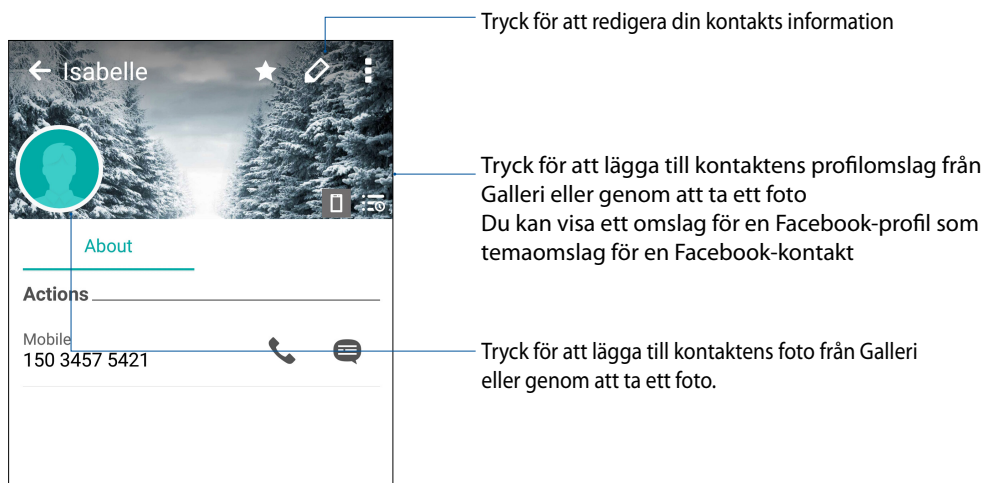 Tryck för att redigera din kontakts information
Isabelle
Tryck för att lägga till kontaktens profilomslag från
Galleri eller genom att ta ett foto
Du kan visa ett omslag för en Facebook-profil som
temaomslag för en Facebook-kontakt
About
Actions
Mobile
150 3457 5421
Tryck för att lägga till kontaktens foto från Galleri
eller genom att ta ett foto.